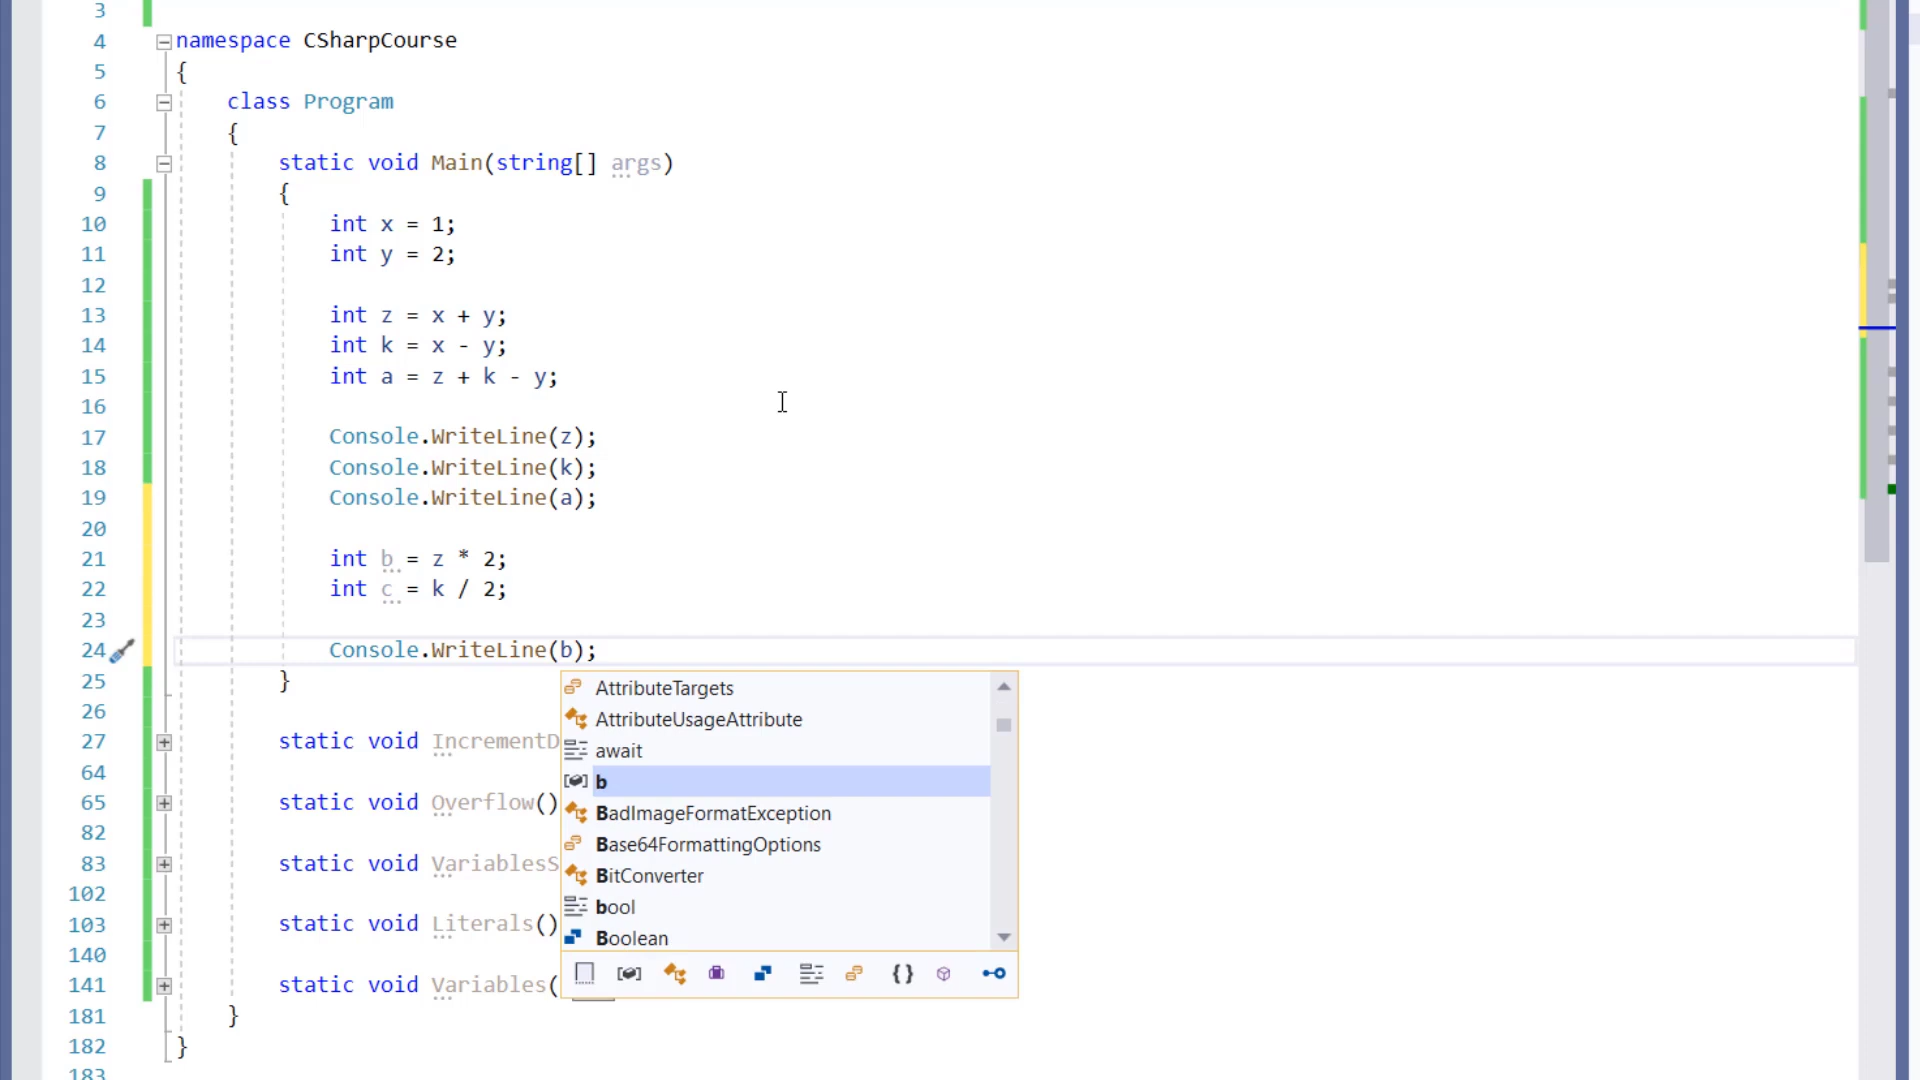 3
4 namespace CSharpCourse
5 {
6 class Program
7 {
8 static void Main(string[] args)
9 {
10 int x = 1;
11 int y = 2;
12
13 int z = x + y;
14 int k = x - y;
15 int a = z + k - y;
16
17 Console.WriteLine(z);
18 Console.WriteLine(k);
19 Console.WriteLine(a);
20
21 int b = z * 2;
22 int c = k / 2;
23
24 Console.WriteLine(b);
25 }
AttributeTargets
26
AttributeUsageAttribute
27 static void IncrementD
await
64
b
65 static void Overflow()
BadImageFormatException
82
Base64FormattingOptions
83 static void VariablesS
BitConverter
102
bool
103 static void Literals()
Boolean
140
141 static void Variables(
181 }
182 }
183